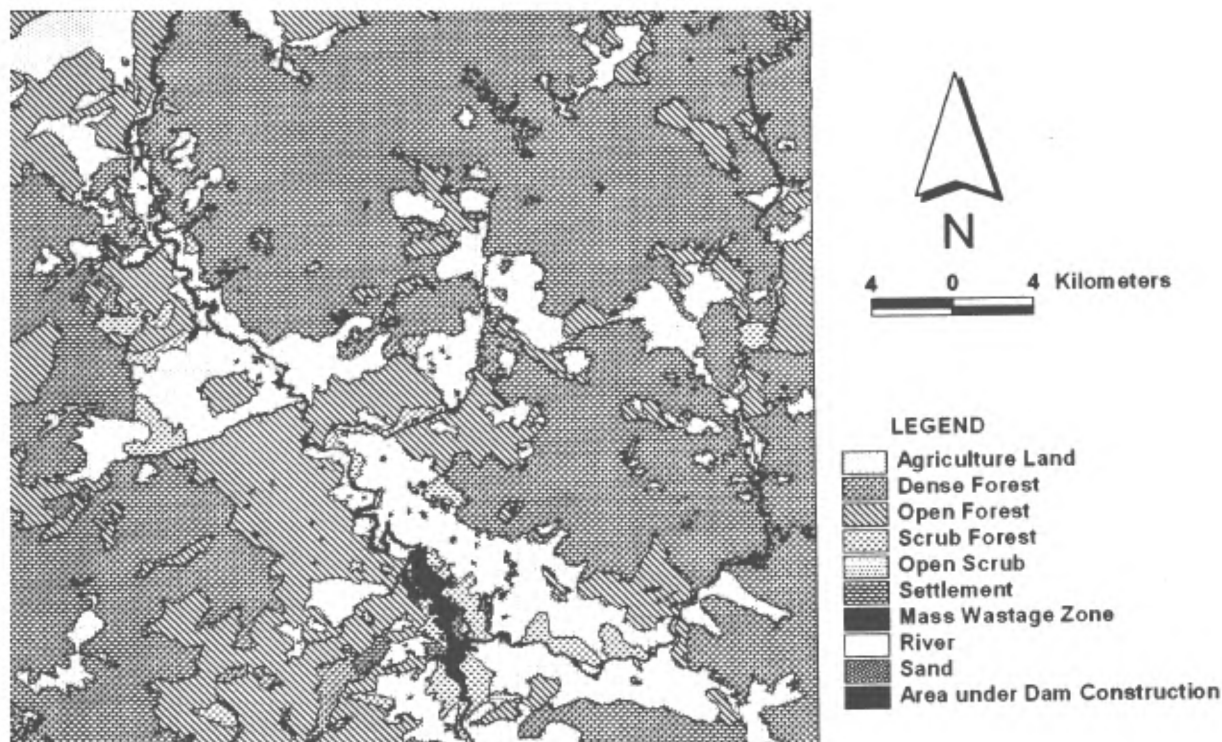 N
4 0 4 Kilometers
LEGEND
Agriculture Land
Dense Forest
Open Forest
Scrub Forest
Open Scrub
Settlement
Mass Wastage Zone
River
Sand
Area under Dam Construction